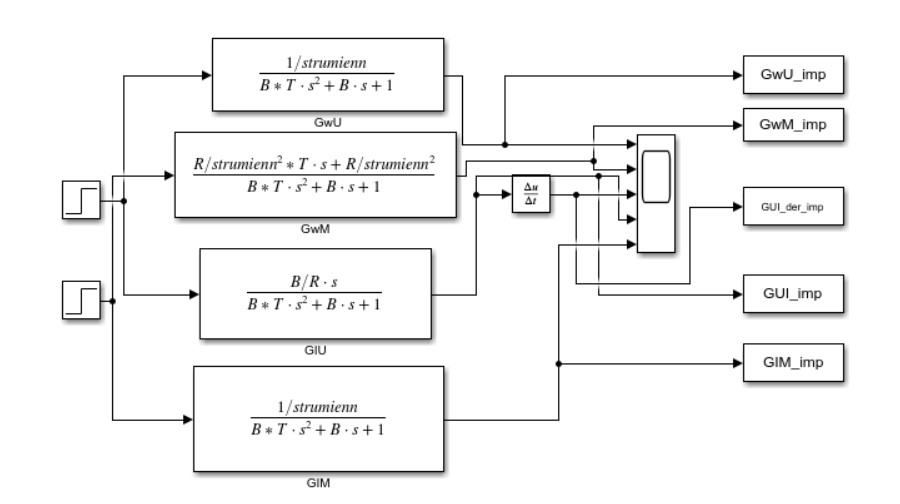 1/strumienn
B∗T · s² + B · s + 1
GwU
R/strumienn² ∗ T · s + R/strumienn²
B∗T · s² + B · s + 1
GwM
B/R · s
B∗T · s² + B · s + 1
GIU
1/strumienn
B∗T · s² + B · s + 1
GIM
Δu
Δt
GwU_imp
GwM_imp
GUI_der_imp
GUI_imp
GIM_imp